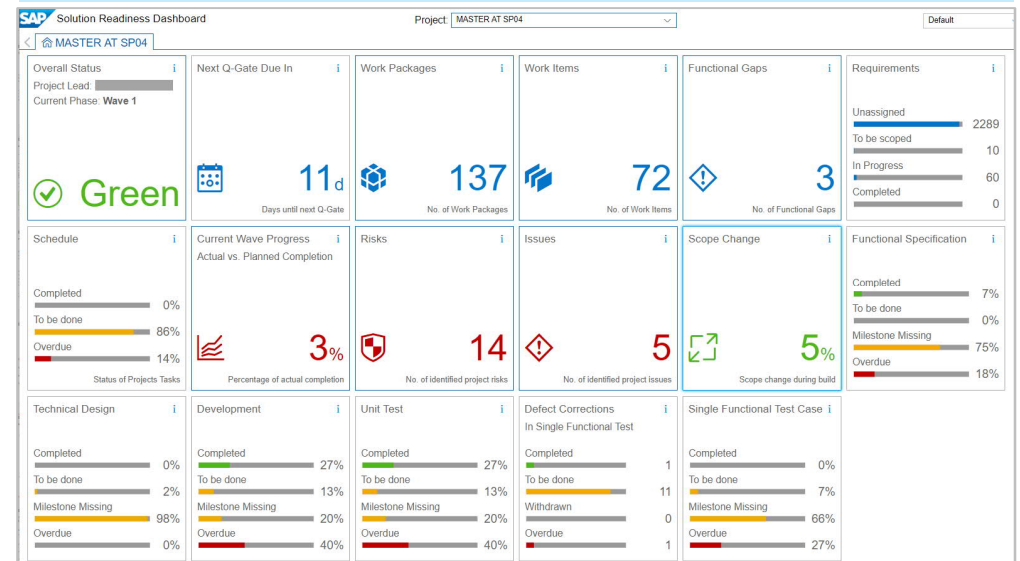 SAP Solution Readiness Dashboard
Project: MASTER AT SP04
Default
MASTER AT SP04
Overall Status i
Project Lead:
Current Phase: Wave 1
Green
Next Q-Gate Due In i
11d
Days until next Q-Gate
Work Packages i
137
No. of Work Packages
Work Items i
72
No. of Work Items
Functional Gaps i
3
No. of Functional Gaps
Requirements i
Unassigned
2289
To be scoped
10
In Progress
60
Completed
0
Schedule i
Completed
0%
To be done
86%
Overdue
14%
Status of Projects Tasks
Current Wave Progress i
Actual vs. Planned Completion
3%
Percentage of actual completion
Risks i
14
No. of identified project risks
Issues i
5
No. of identified project issues
Scope Change i
5%
Scope change during build
Functional Specification i
Completed
7%
To be done
0%
Milestone Missing
75%
Overdue
18%
Technical Design i
Completed
0%
To be done
2%
Milestone Missing
98%
Overdue
0%
Development i
Completed
27%
To be done
13%
Milestone Missing
20%
Overdue
40%
Unit Test i
Completed
27%
To be done
13%
Milestone Missing
20%
Overdue
40%
Defect Corrections i
In Single Functional Test
Completed
1
To be done
11
Withdrawn
0
Overdue
1
Single Functional Test Case i
Completed
0%
To be done
7%
Milestone Missing
66%
Overdue
27%